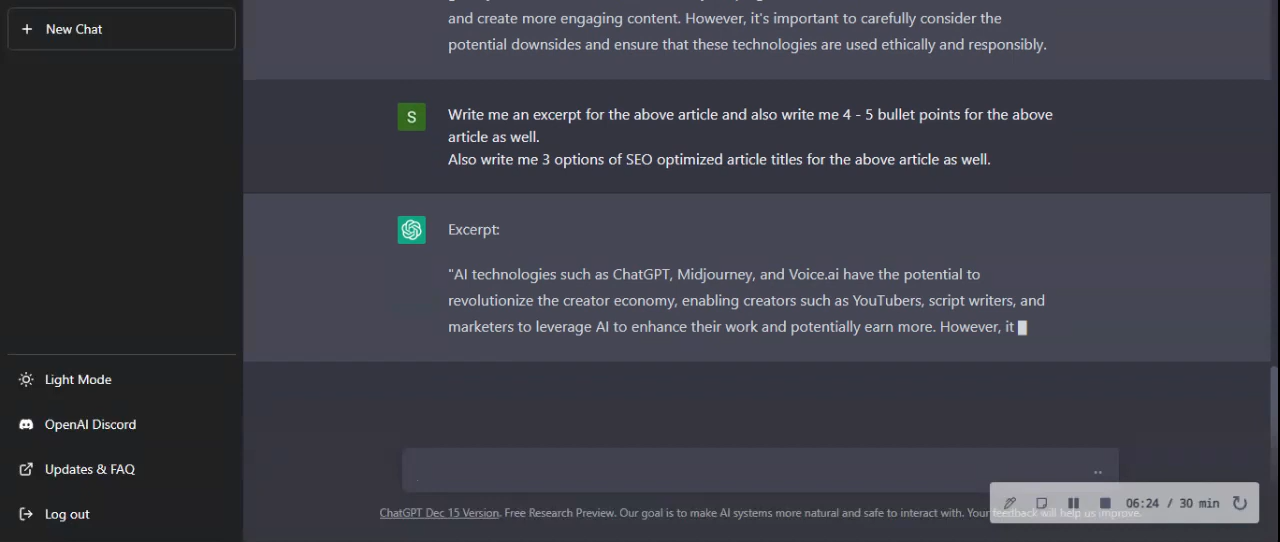 New Chat
and create more engaging content. However, it's important to carefully consider the
potential downsides and ensure that these technologies are used ethically and responsibly.
S
Write me an excerpt for the above article and also write me 4 - 5 bullet points for the above
article as well.
Also write me 3 options of SEO optimized article titles for the above article as well.
Excerpt:
"AI technologies such as ChatGPT, Midjourney, and Voice.ai have the potential to
revolutionize the creator economy, enabling creators such as YouTubers, script writers, and
marketers to leverage AI to enhance their work and potentially earn more. However, it
Light Mode
OpenAI Discord
Updates & FAQ
Log out
06:24 / 30 min
ChatGPT Dec 15 Version. Free Research Preview. Our goal is to make AI systems more natural and safe to interact with. Your feedback will help us improve.